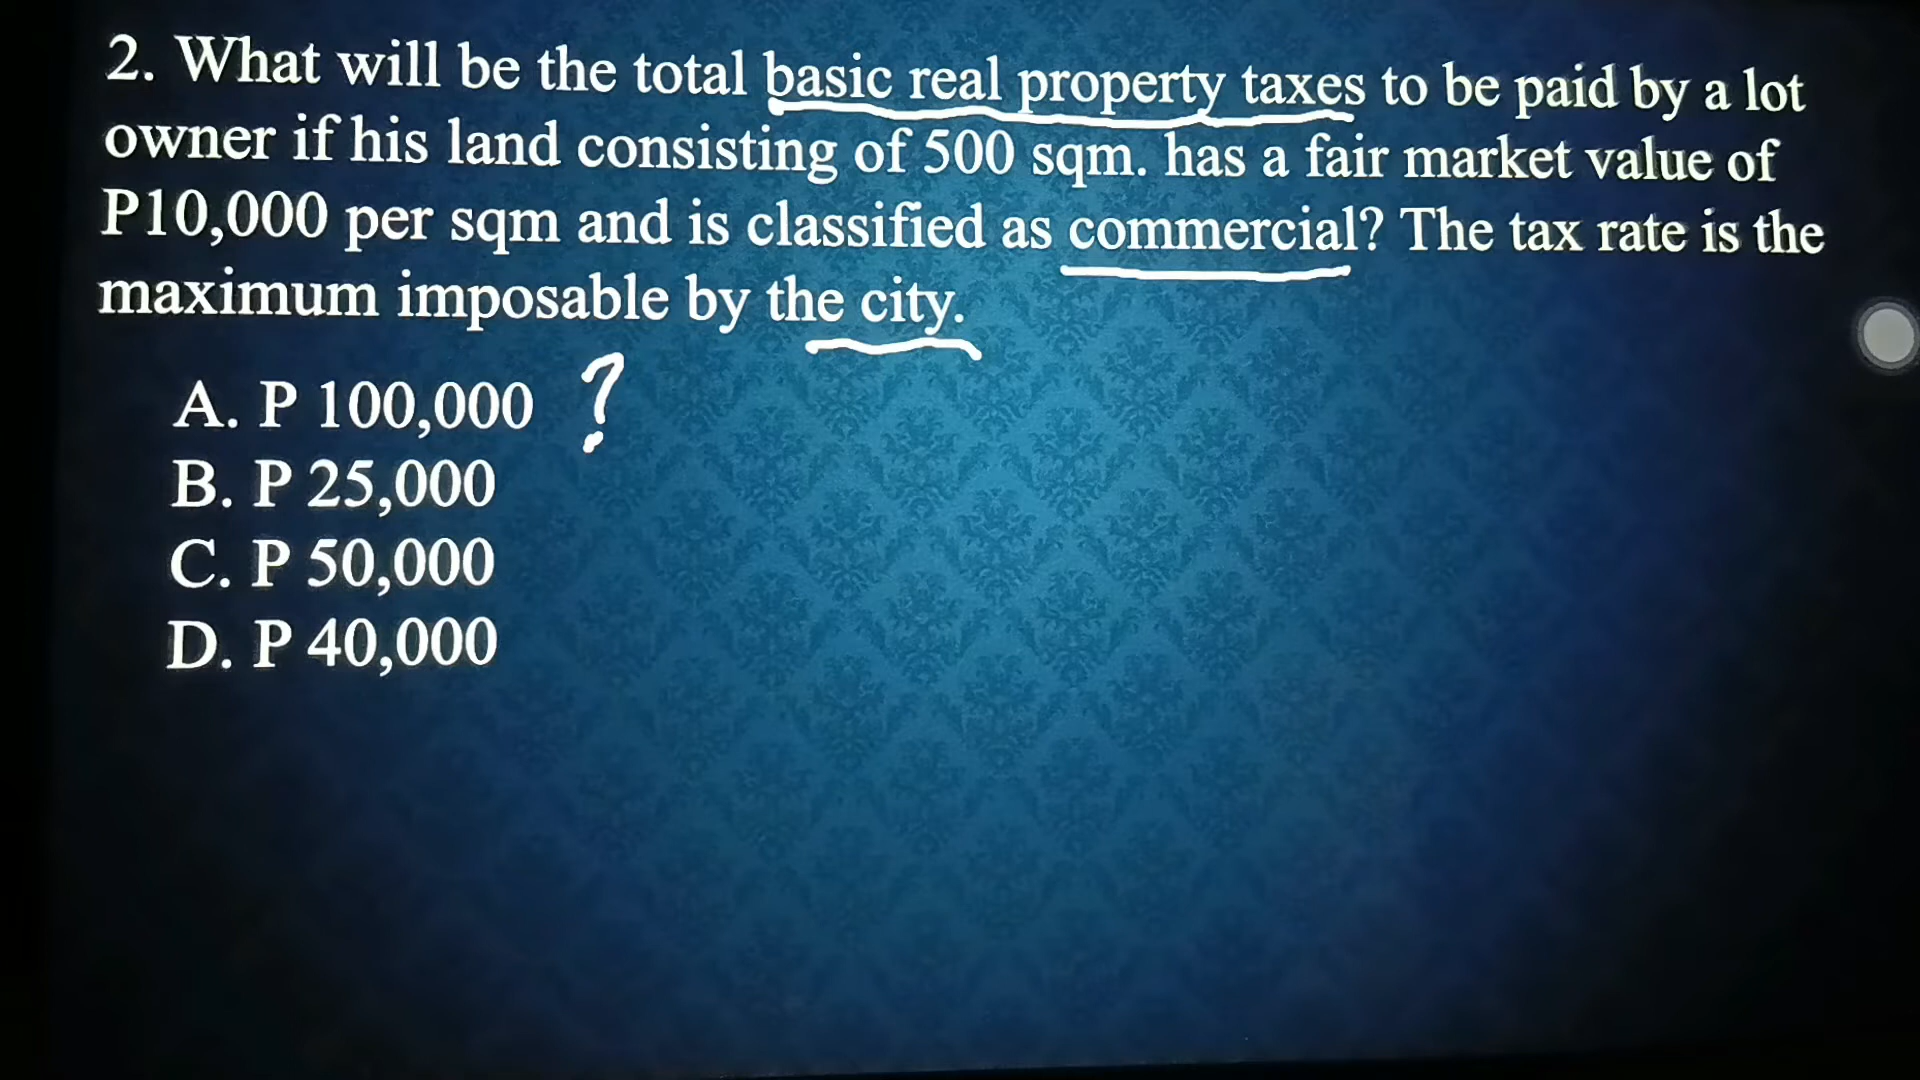 2. What will be the total basic real property taxes to be paid by a lot
owner if his land consisting of 500 sqm. has a fair market value of
P10,000 per sqm and is classified as commercial? The tax rate is the
maximum imposable by the city.
A. P 100,000 ?
B. P 25,000
C. P 50,000
D. P 40,000